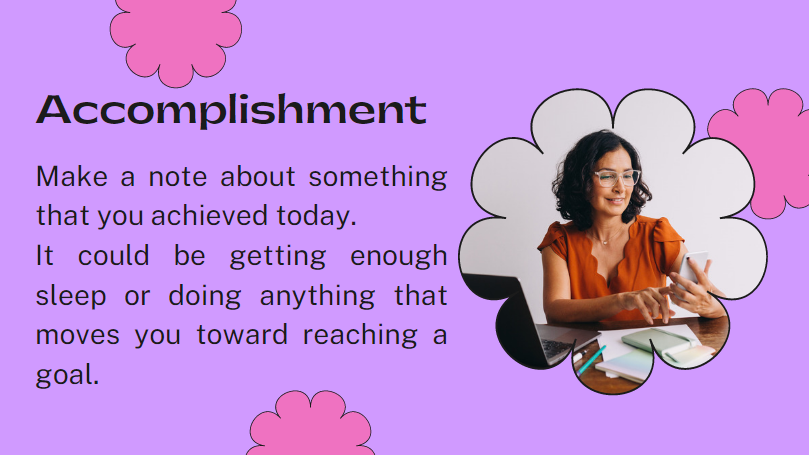 Accomplishment
Make a note about something
that you achieved today.
It could be getting enough
sleep or doing anything that
moves you toward reaching a
goal.